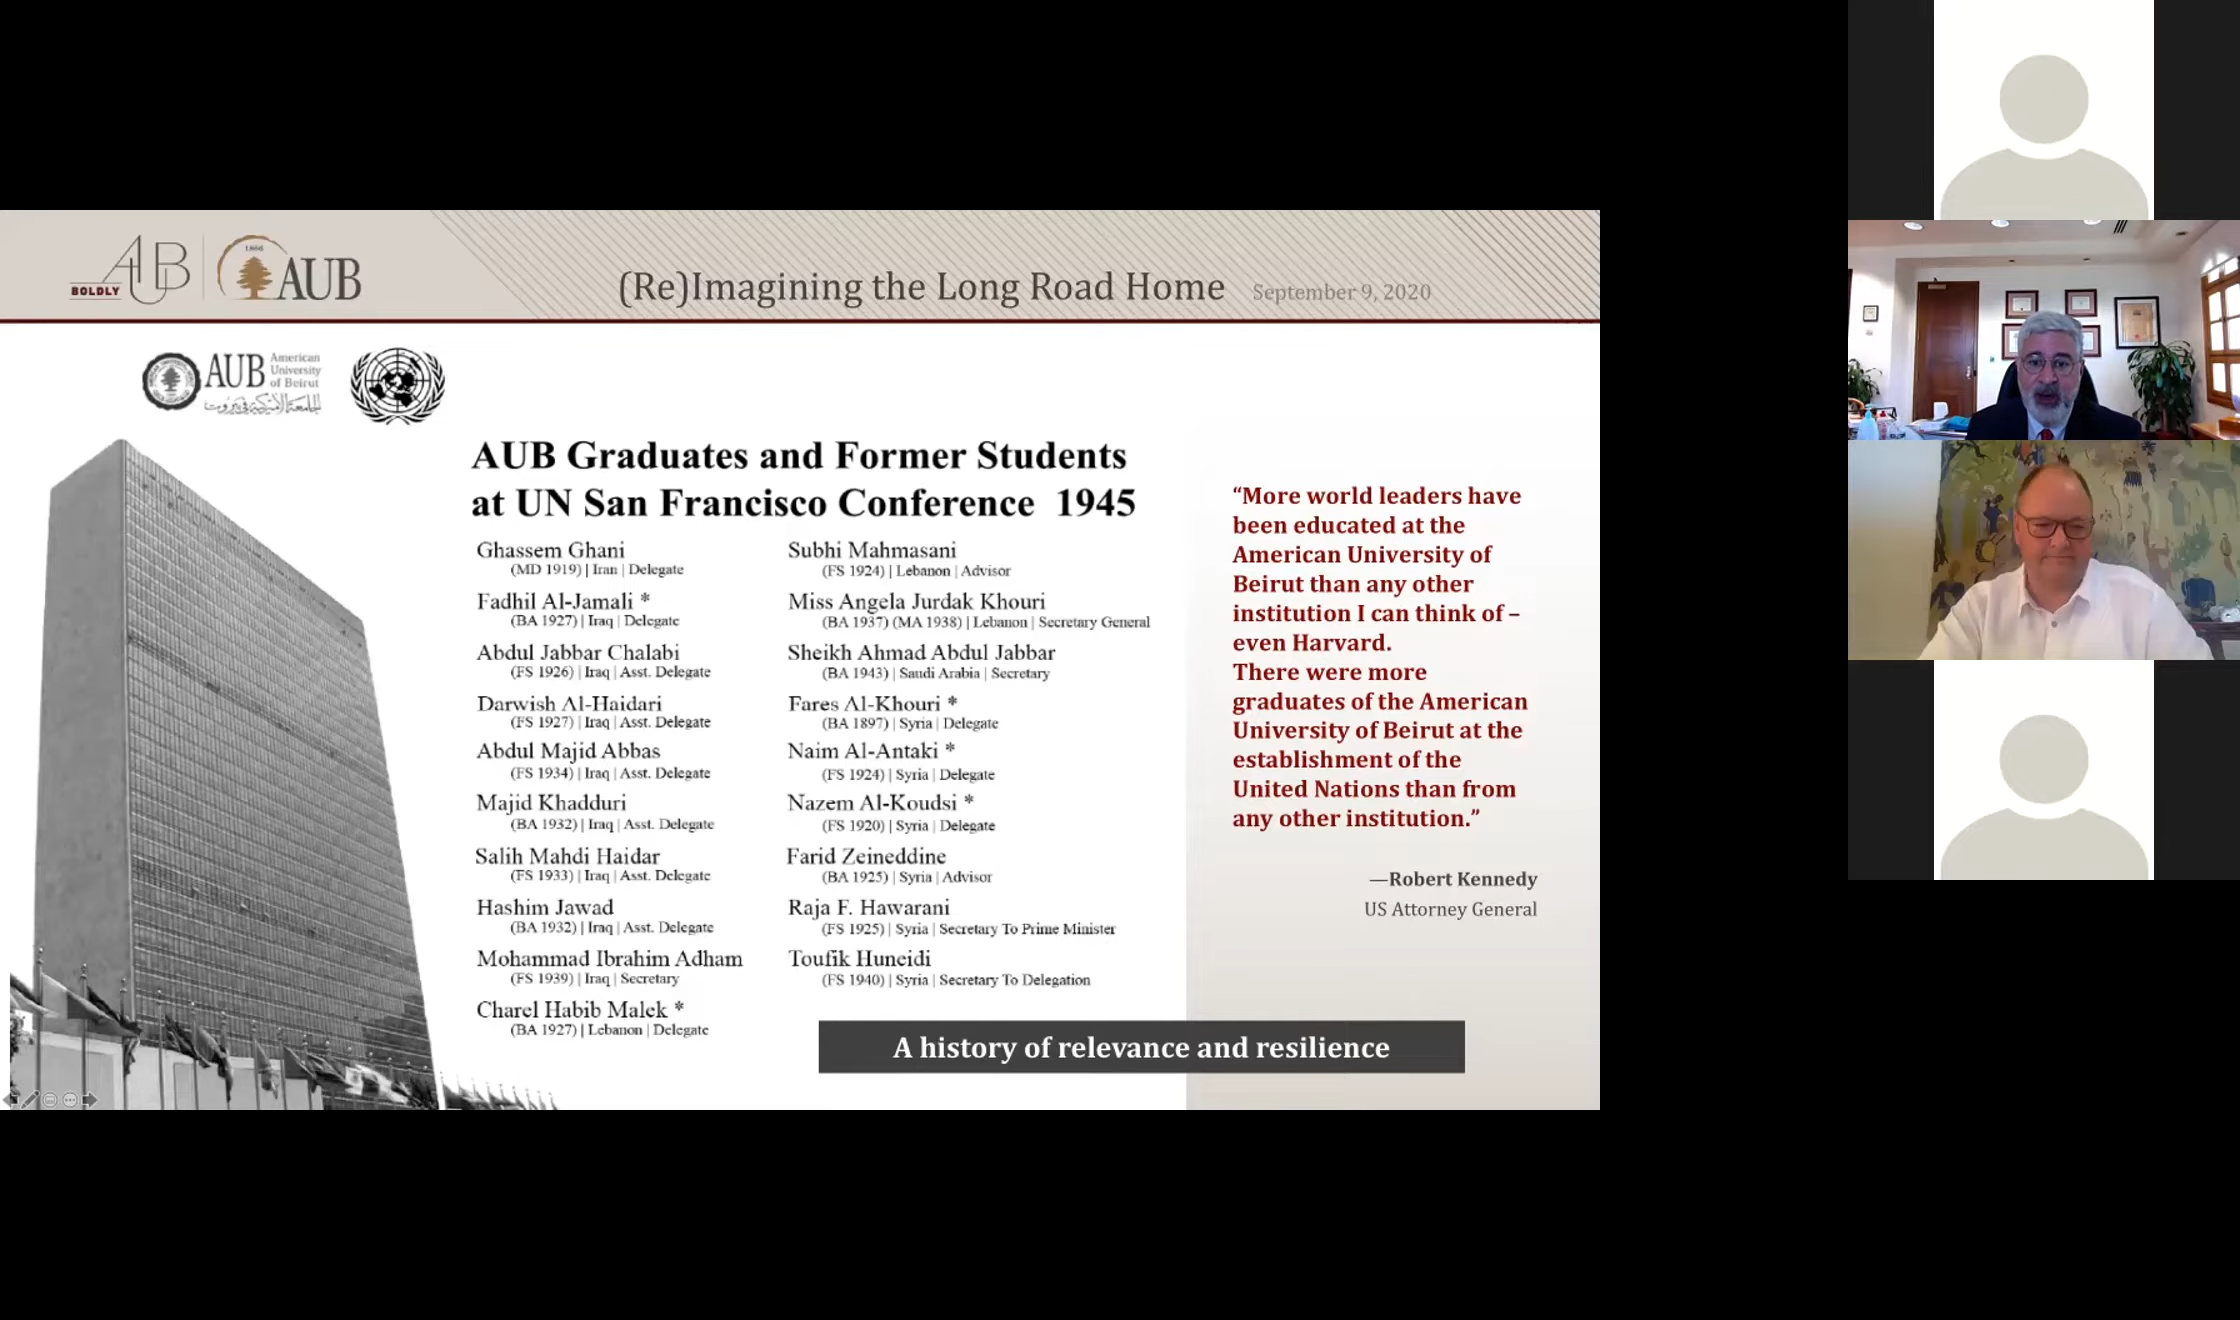 BOLDLY AUB
1866
AUB
(Re)Imagining the Long Road Home September 9, 2020
AUB American
University
of Beirut
الجامعة الأميركية في بيروت
AUB Graduates and Former Students
at UN San Francisco Conference 1945
Ghassem Ghani
(MD 1919) | Iran | Delegate
Fadhil Al-Jamali *
(BA 1927) | Iraq | Delegate
Abdul Jabbar Chalabi
(FS 1926) | Iraq | Asst. Delegate
Darwish Al-Haidari
(FS 1927) | Iraq | Asst. Delegate
Abdul Majid Abbas
(FS 1934) | Iraq | Asst. Delegate
Majid Khadduri
(BA 1932) | Iraq | Asst. Delegate
Salih Mahdi Haidar
(FS 1933) | Iraq | Asst. Delegate
Hashim Jawad
(BA 1932) | Iraq | Asst. Delegate
Mohammad Ibrahim Adham
(FS 1939) | Iraq | Secretary
Charel Habib Malek *
(BA 1927) | Lebanon | Delegate
Subhi Mahmasani
(FS 1924) | Lebanon | Advisor
Miss Angela Jurdak Khouri
(BA 1937) (MA 1938) | Lebanon | Secretary General
Sheikh Ahmad Abdul Jabbar
(BA 1943) | Saudi Arabia | Secretary
Fares Al-Khouri *
(BA 1897) | Syria | Delegate
Naim Al-Antaki *
(FS 1924) | Syria | Delegate
Nazem Al-Koudsi *
(FS 1920) | Syria | Delegate
Farid Zeineddine
(BA 1925) | Syria | Advisor
Raja F. Hawarani
(FS 1925) | Syria | Secretary To Prime Minister
Toufik Huneidi
(FS 1940) | Syria | Secretary To Delegation
“More world leaders have
been educated at the
American University of
Beirut than any other
institution I can think of –
even Harvard.
There were more
graduates of the American
University of Beirut at the
establishment of the
United Nations than from
any other institution.”
—Robert Kennedy
US Attorney General
A history of relevance and resilience